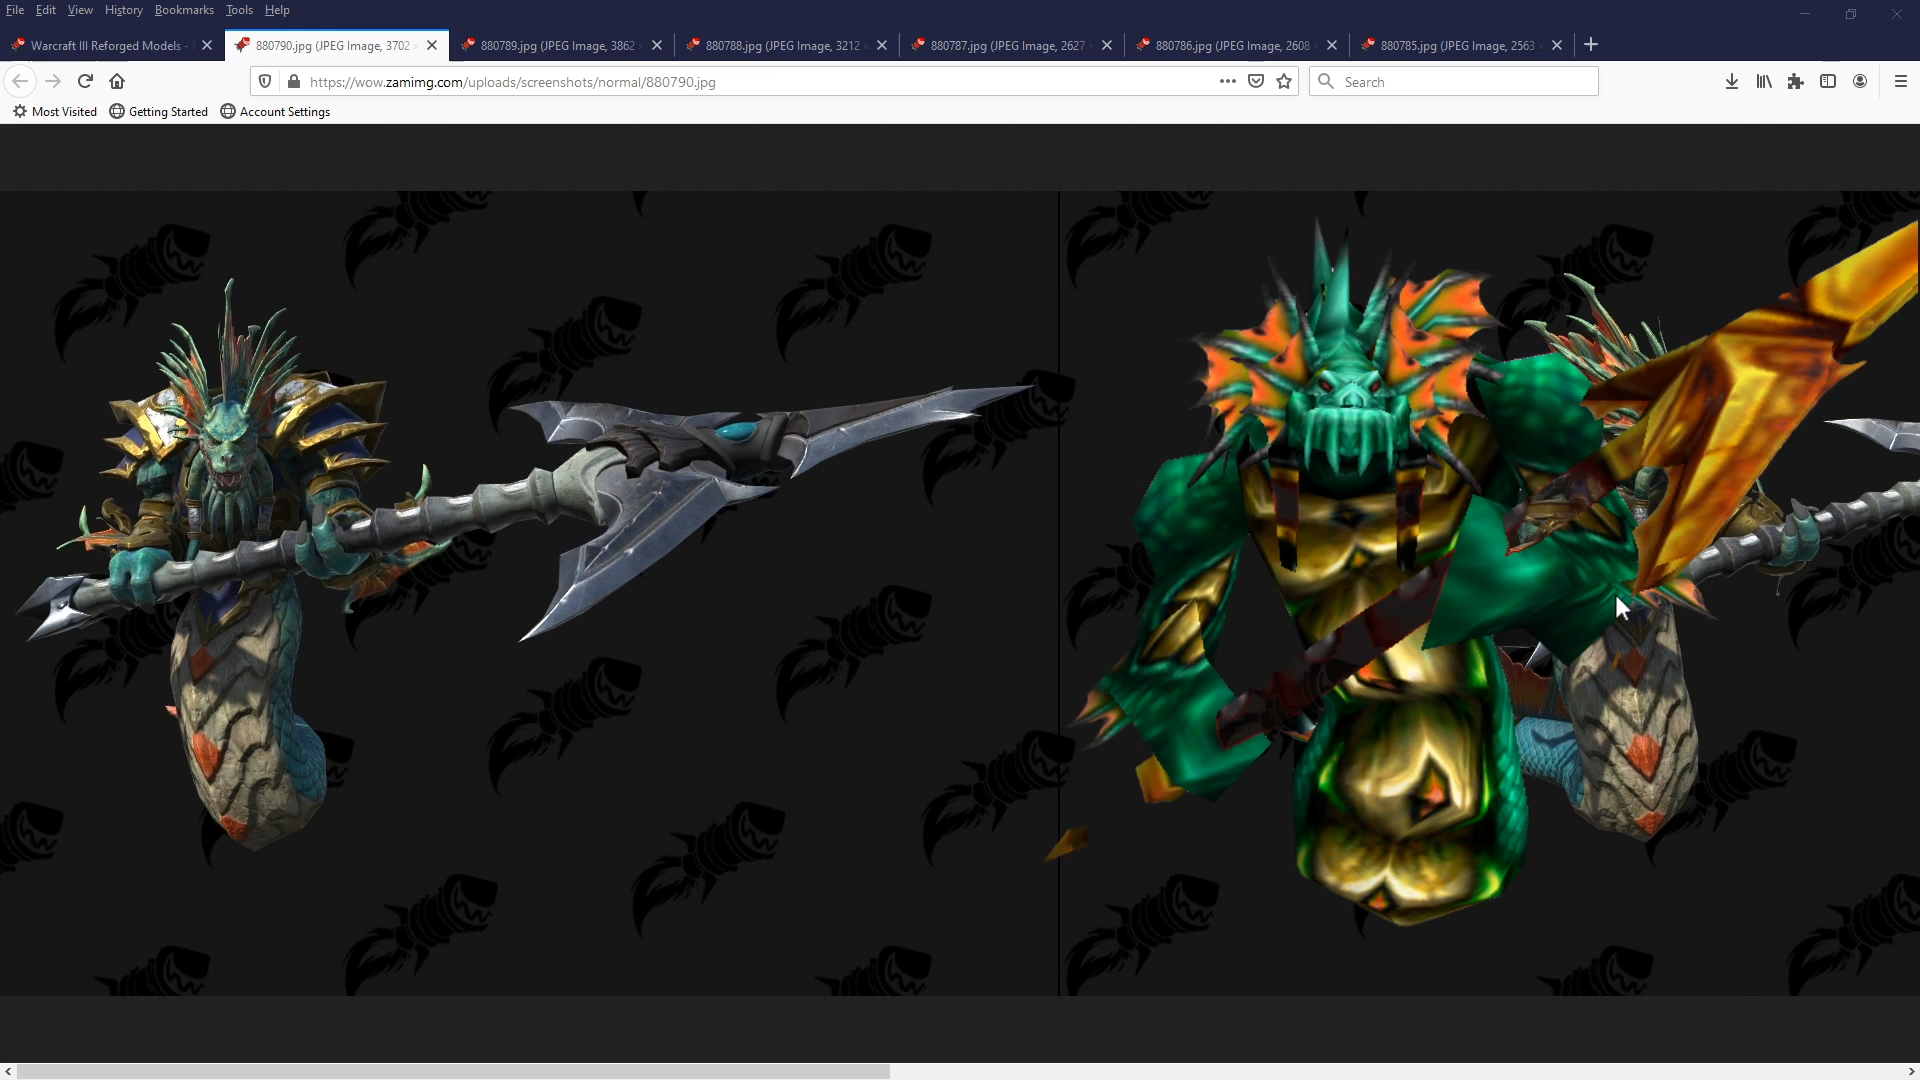 File Edit View History Bookmarks Tools Help
Warcraft III Reforged Models -
880790.jpg (JPEG Image, 3702
880789.jpg (JPEG Image, 3862
880788.jpg (JPEG Image, 3212
880787.jpg (JPEG Image, 2627
880786.jpg (JPEG Image, 2608
880785.jpg (JPEG Image, 2563
https://wow.zamimg.com/uploads/screenshots/normal/880790.jpg
Search
Most Visited Getting Started Account Settings